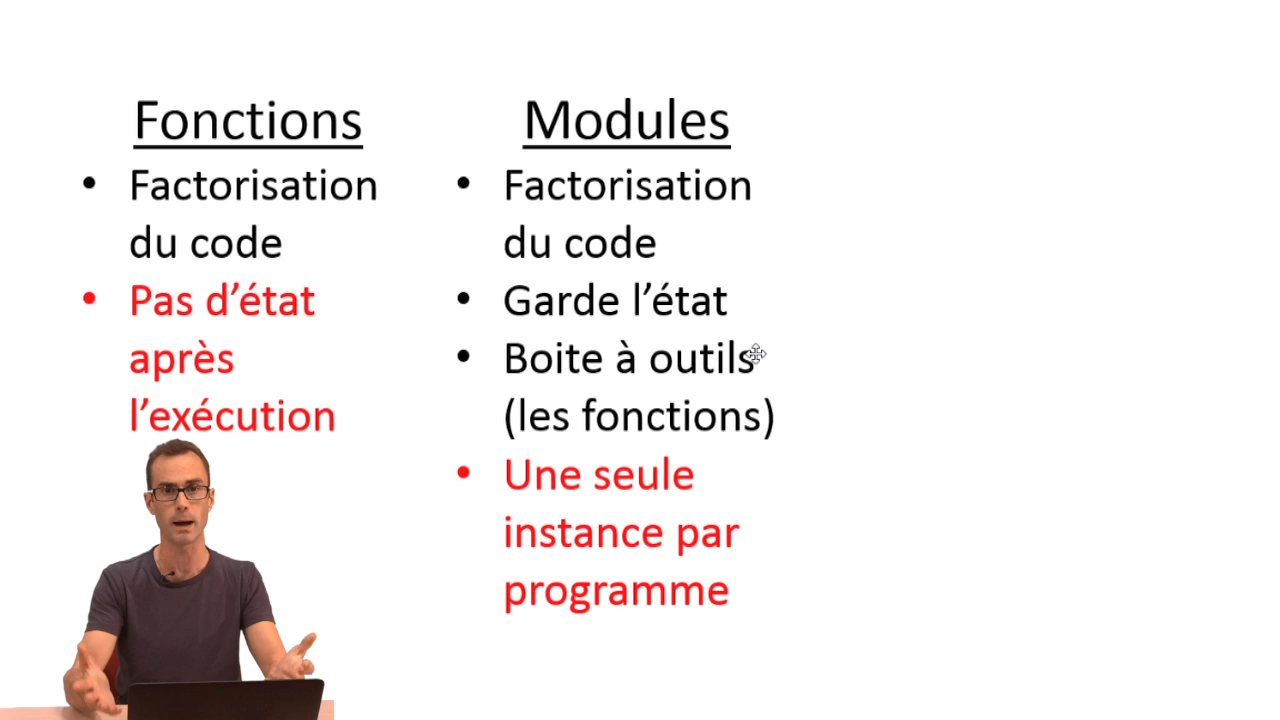 Fonctions
• Factorisation
du code
• Pas d’état
après
l’exécution
Modules
• Factorisation
du code
• Garde l’état
• Boite à outils
(les fonctions)
• Une seule
instance par
programme